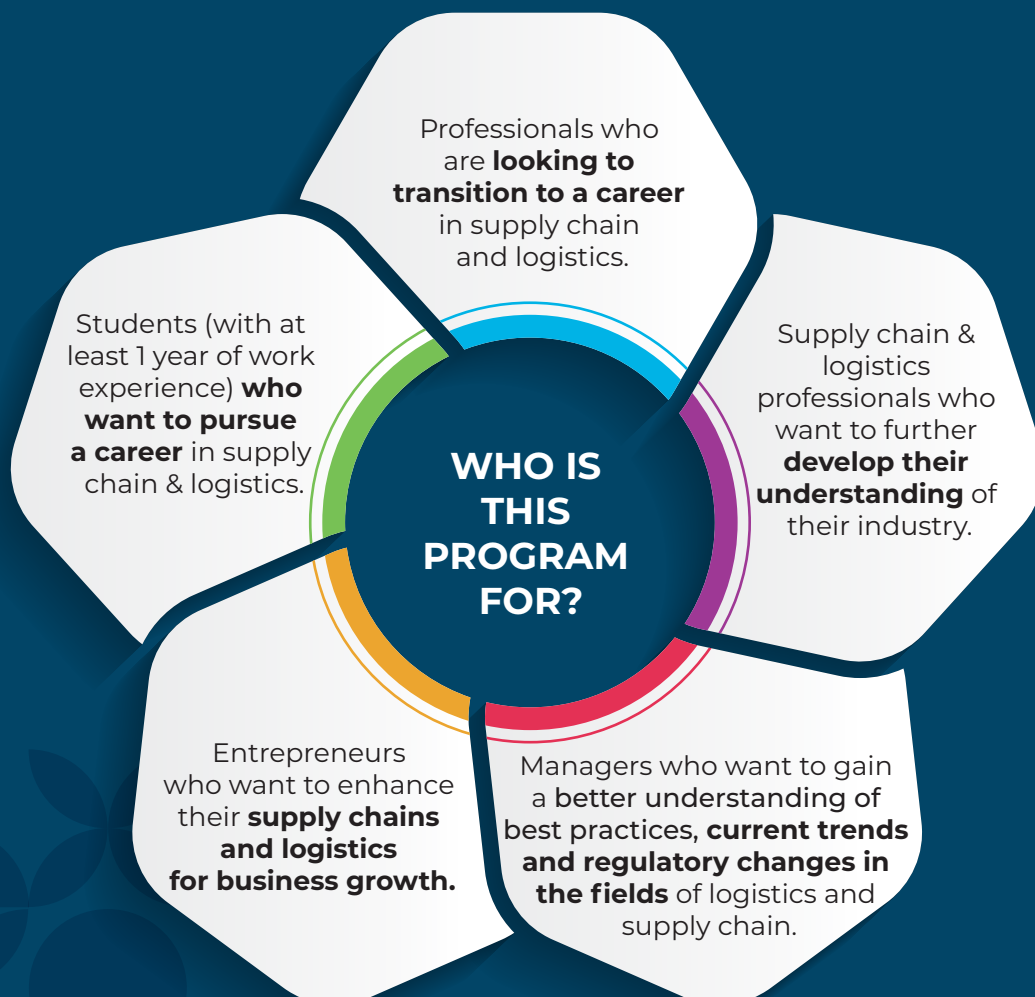 WHO IS
THIS
PROGRAM
FOR?
Professionals who
are looking to
transition to a career
in supply chain
and logistics.
Supply chain &
logistics
professionals who
want to further
develop their
understanding of
their industry.
Managers who want to gain
a better understanding of
best practices, current trends
and regulatory changes in
the fields of logistics and
supply chain.
Entrepreneurs
who want to enhance
their supply chains
and logistics
for business growth.
Students (with at
least 1 year of work
experience) who
want to pursue
a career in supply
chain & logistics.